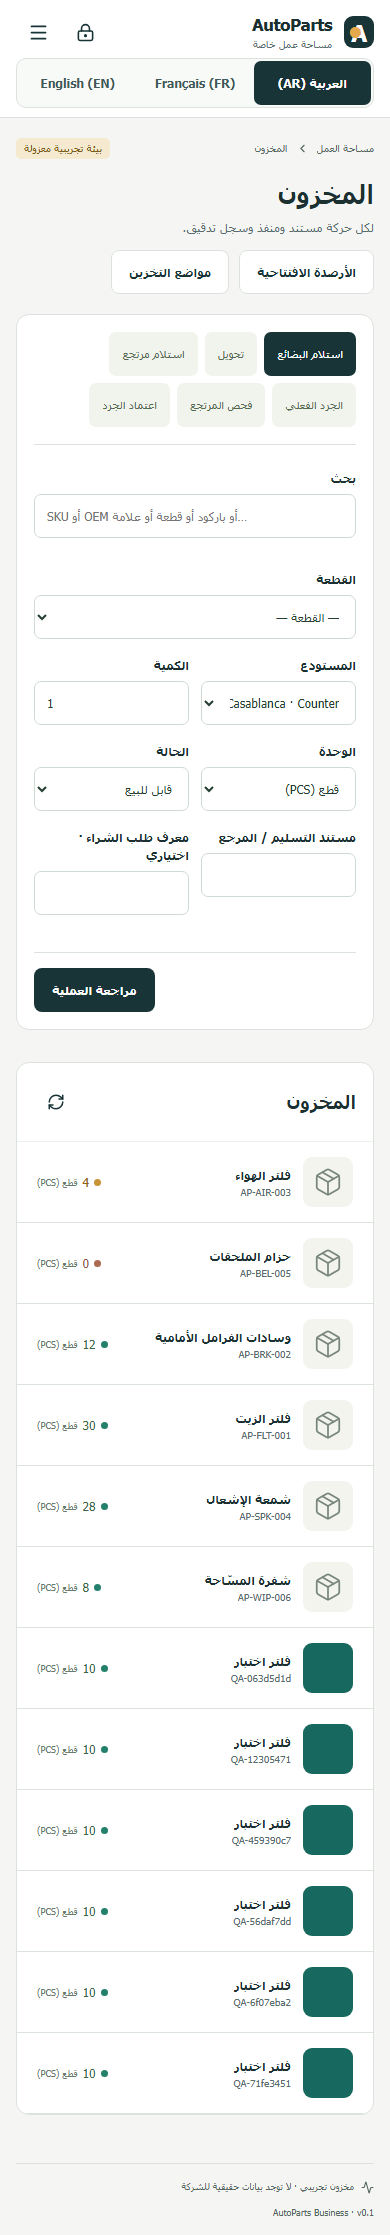 AutoParts
مساحة عمل خاصة
العربية (AR)
Français (FR)
English (EN)
مساحة العمل
المخزون
بيئة تجريبية معزولة
المخزون
لكل حركة مستند ومنفذ وسجل تدقيق.
الأرصدة الافتتاحية
مواضع التخزين
استلام البضائع
تحويل
استلام مرتجع
الجرد الفعلي
فحص المرتجع
اعتماد الجرد
بحث
SKU أو OEM أو باركود أو قطعة أو علامة...
القطعة
— القطعة —
المستودع
الكمية
Casablanca · Counter
1
الوحدة
الحالة
قطع (PCS)
قابل للبيع
مستند التسليم / المرجع
معرف طلب الشراء ·
اختياري
مراجعة العملية
المخزون
فلتر الهواء
AP-AIR-003
4 قطع (PCS)
حزام الملحقات
AP-BEL-005
0 قطع (PCS)
وسادات الفرامل الأمامية
AP-BRK-002
12 قطع (PCS)
فلتر الزيت
AP-FLT-001
30 قطع (PCS)
شمعة الإشعال
AP-SPK-004
28 قطع (PCS)
شفرة المسّاحة
AP-WIP-006
8 قطع (PCS)
فلتر اختبار
QA-063d5d1d
10 قطع (PCS)
فلتر اختبار
QA-12305471
10 قطع (PCS)
فلتر اختبار
QA-459390c7
10 قطع (PCS)
فلتر اختبار
QA-56daf7dd
10 قطع (PCS)
فلتر اختبار
QA-6f07eba2
10 قطع (PCS)
فلتر اختبار
QA-71fe3451
10 قطع (PCS)
مخزون تجريبي · لا توجد بيانات حقيقية للشركة
AutoParts Business · v0.1